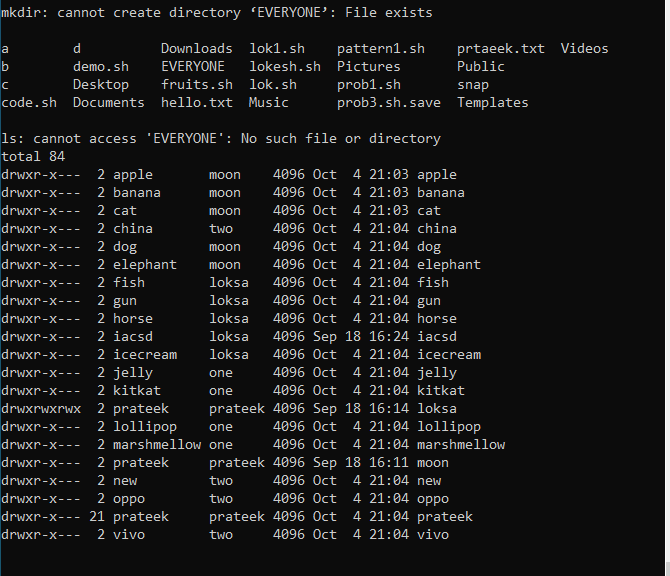 mkdir: cannot create directory ‘EVERYONE’: File exists
a        d          Downloads  lok1.sh    pattern1.sh    prtaeek.txt  Videos
b        demo.sh    EVERYONE   lokesh.sh  Pictures       Public
c        Desktop    fruits.sh  lok.sh     prob1.sh       snap
code.sh  Documents  hello.txt  Music      prob3.sh.save  Templates
ls: cannot access 'EVERYONE': No such file or directory
total 84
drwxr-x---  2 apple       moon    4096 Oct  4 21:03 apple
drwxr-x---  2 banana      moon    4096 Oct  4 21:03 banana
drwxr-x---  2 cat         moon    4096 Oct  4 21:03 cat
drwxr-x---  2 china       two     4096 Oct  4 21:04 china
drwxr-x---  2 dog         moon    4096 Oct  4 21:04 dog
drwxr-x---  2 elephant    moon    4096 Oct  4 21:04 elephant
drwxr-x---  2 fish        loksa   4096 Oct  4 21:04 fish
drwxr-x---  2 gun         loksa   4096 Oct  4 21:04 gun
drwxr-x---  2 horse       loksa   4096 Oct  4 21:04 horse
drwxr-x---  2 iacsd       loksa   4096 Sep 18 16:24 iacsd
drwxr-x---  2 icecream    loksa   4096 Oct  4 21:04 icecream
drwxr-x---  2 jelly       one     4096 Oct  4 21:04 jelly
drwxr-x---  2 kitkat      one     4096 Oct  4 21:04 kitkat
drwxrwxrwx  2 prateek     prateek 4096 Sep 18 16:14 loksa
drwxr-x---  2 lollipop    one     4096 Oct  4 21:04 lollipop
drwxr-x---  2 marshmellow one     4096 Oct  4 21:04 marshmellow
drwxr-x---  2 prateek     prateek 4096 Sep 18 16:11 moon
drwxr-x---  2 new         two     4096 Oct  4 21:04 new
drwxr-x---  2 oppo        two     4096 Oct  4 21:04 oppo
drwxr-x--- 21 prateek     prateek 4096 Oct  4 21:04 prateek
drwxr-x---  2 vivo        two     4096 Oct  4 21:04 vivo